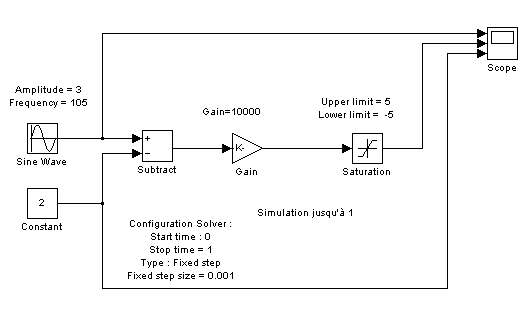 Scope
Amplitude = 3
Frequency = 105
Sine Wave
+
−
Subtract
Gain=10000
K-
Gain
Upper limit = 5
Lower limit = -5
Saturation
2
Constant
Simulation jusqu'à 1
Configuration Solver :
Start time : 0
Stop time = 1
Type : Fixed step
Fixed step size = 0.001